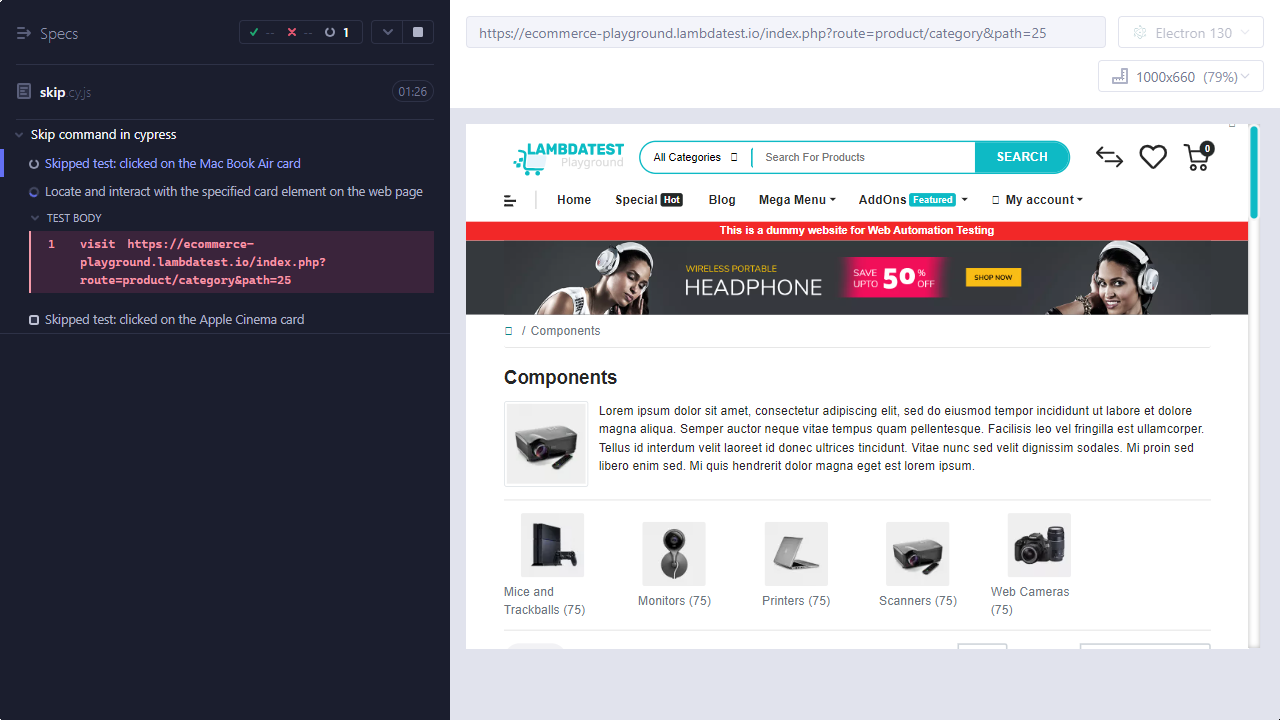 Specs
-- -- 1
skip.cy.js 01:26
Skip command in cypress
Skipped test: clicked on the Mac Book Air card
Locate and interact with the specified card element on the web page
TEST BODY
1 visit https://ecommerce-
playground.lambdatest.io/index.php?
route=product/category&path=25
Skipped test: clicked on the Apple Cinema card
https://ecommerce-playground.lambdatest.io/index.php?route=product/category&path=25
Electron 130
1000x660 (79%)
LAMBDATEST
Playground
All Categories
Search For Products
SEARCH
0
Home
Special Hot
Blog
Mega Menu
AddOns Featured
My account
This is a dummy website for Web Automation Testing
WIRELESS PORTABLE
HEADPHONE
SAVE
UPTO
50%
OFF
SHOP NOW
/ Components
Components
Lorem ipsum dolor sit amet, consectetur adipiscing elit, sed do eiusmod tempor incididunt ut labore et dolore
magna aliqua. Semper auctor neque vitae tempus quam pellentesque. Facilisis leo vel fringilla est ullamcorper.
Tellus id interdum velit laoreet id donec ultrices tincidunt. Vitae nunc sed velit dignissim sodales. Mi proin sed
libero enim sed. Mi quis hendrerit dolor magna eget est lorem ipsum.
Mice and
Trackballs (75)
Monitors (75)
Printers (75)
Scanners (75)
Web Cameras
(75)